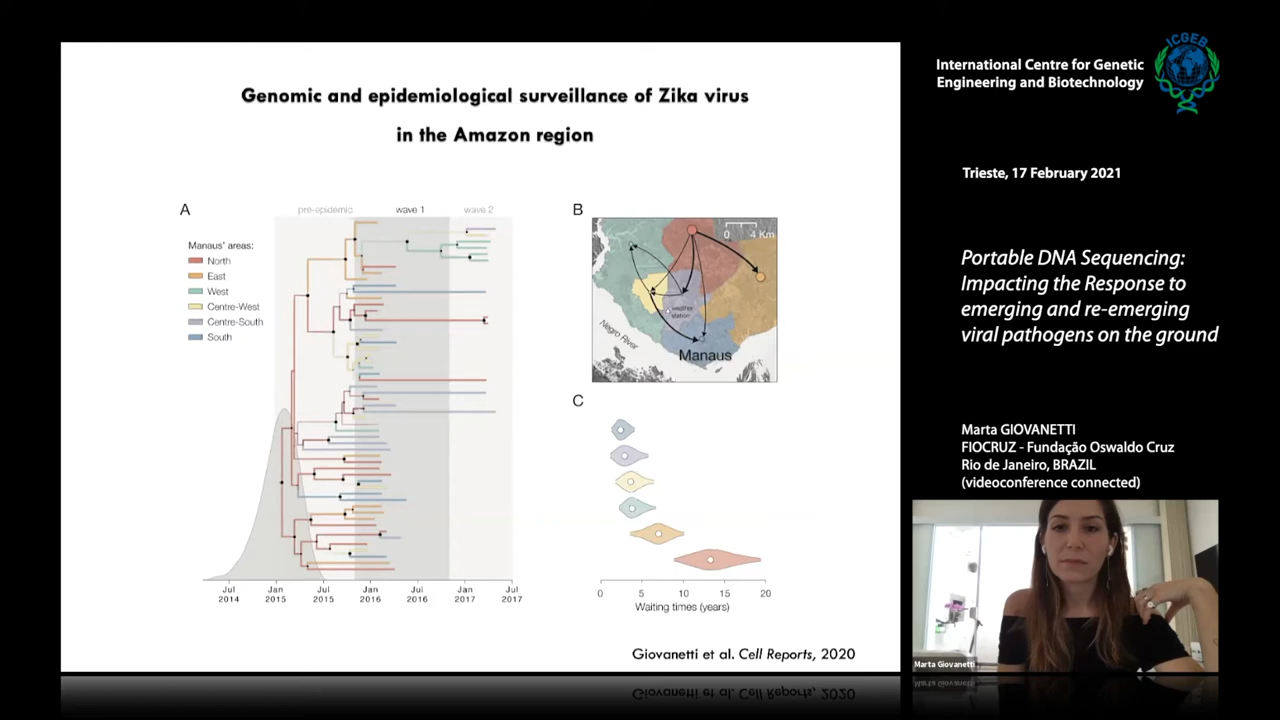 Genomic and epidemiological surveillance of Zika virus
in the Amazon region
A
pre-epidemic
wave 1
wave 2
Manaus' areas:
North
East
West
Centre-West
Centre-South
South
Jul 2014
Jan 2015
Jul 2015
Jan 2016
Jul 2016
Jan 2017
Jul 2017
B
0 4 Km
weather
station
Negro River
Manaus
C
0 5 10 15 20
Waiting times (years)
Giovanetti et al. Cell Reports, 2020
ICGEB
International Centre for Genetic
Engineering and Biotechnology
Trieste, 17 February 2021
Portable DNA Sequencing:
Impacting the Response to
emerging and re-emerging
viral pathogens on the ground
Marta GIOVANETTI
FIOCRUZ - Fundação Oswaldo Cruz
Rio de Janeiro, BRAZIL
(videoconference connected)
Marta Giovanetti